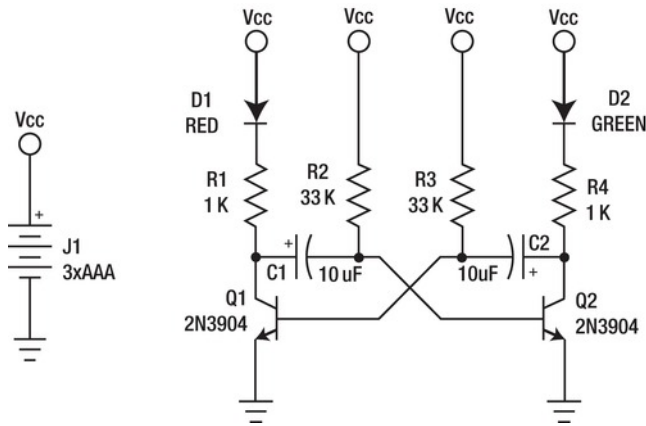 Vcc
Vcc
Vcc
Vcc
D1
RED
D2
GREEN
Vcc
R1
1 K
R2
33 K
R3
33 K
R4
1 K
+
J1
3xAAA
+
C1
10 uF
10uF
C2
+
Q1
2N3904
Q2
2N3904